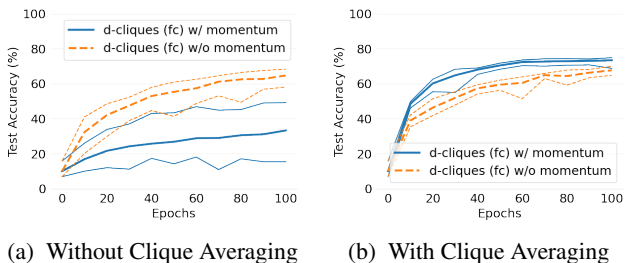 100
80
60
40
20
0
Test Accuracy (%)
d-cliques (fc) w/ momentum
d-cliques (fc) w/o momentum
0 20 40 60 80 100
Epochs
(a) Without Clique Averaging
100
80
60
40
20
0
Test Accuracy (%)
d-cliques (fc) w/ momentum
d-cliques (fc) w/o momentum
0 20 40 60 80 100
Epochs
(b) With Clique Averaging